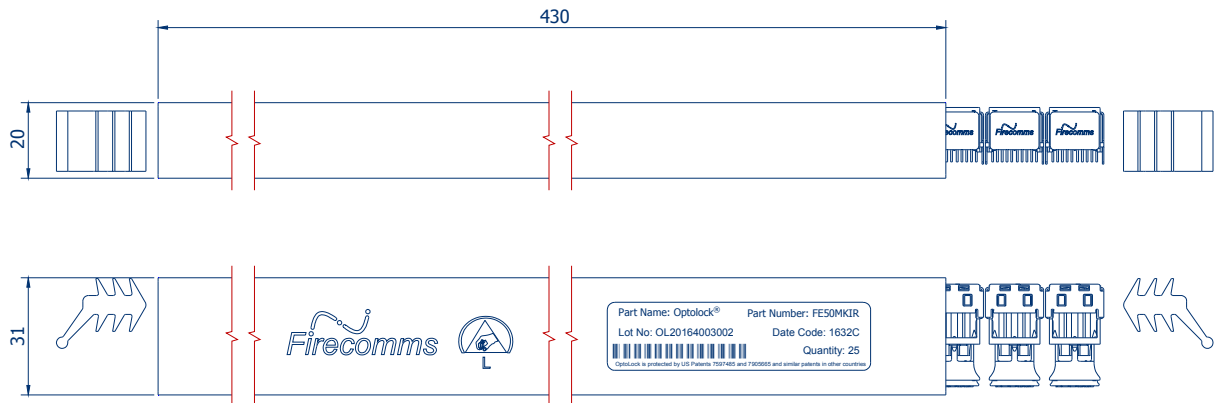 430
20
Firecomms Firecomms Firecomms
31
Firecomms
L
Part Name: Optolock® Part Number: FE50MKIR
Lot No: OL20164003002 Date Code: 1632C
Quantity: 25
OptoLock is protected by US Patents 7597485 and 7905665 and similar patents in other countries